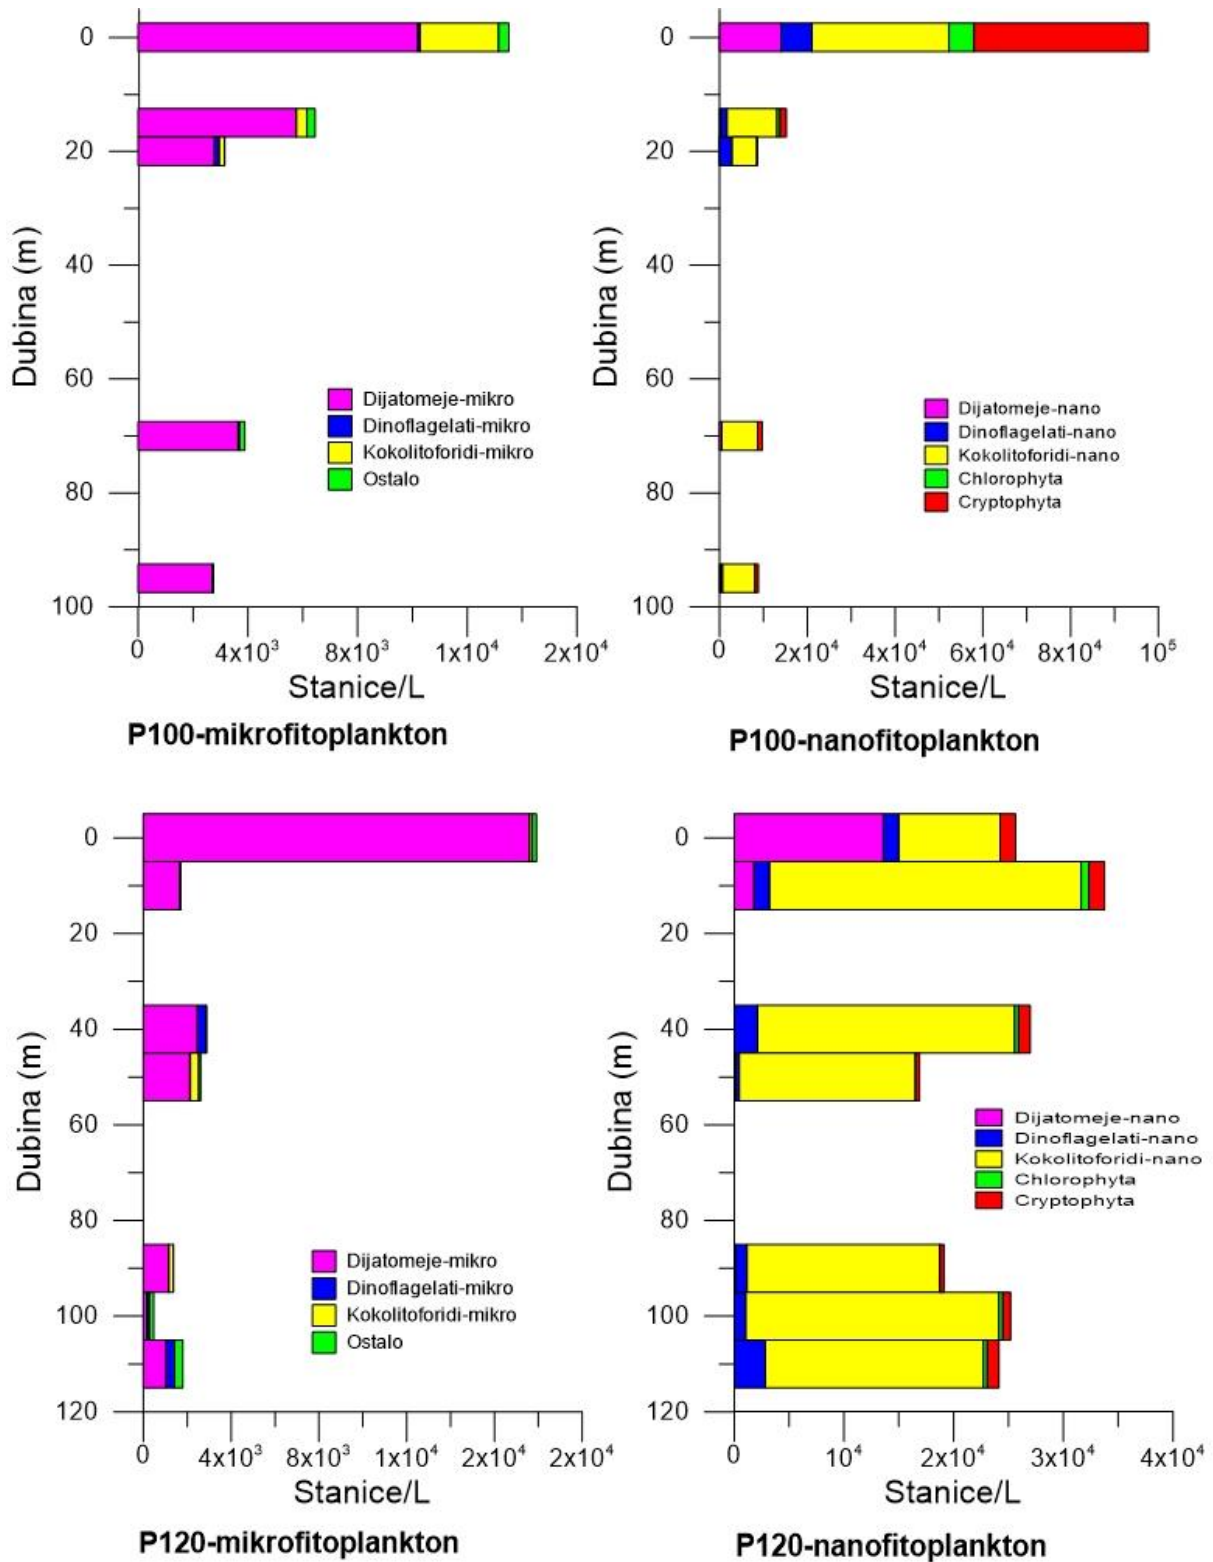 0
20
40
60
80
100
Dubina (m)
Dijatomeje-mikro
Dinoflagelati-mikro
Kokolitoforidi-mikro
Ostalo
0 4x10³ 8x10³ 1x10⁴ 2x10⁴
Stanice/L
P100-mikrofitoplankton
0
20
40
60
80
100
Dubina (m)
Dijatomeje-nano
Dinoflagelati-nano
Kokolitoforidi-nano
Chlorophyta
Cryptophyta
0 2x10⁴ 4x10⁴ 6x10⁴ 8x10⁴ 10⁵
Stanice/L
P100-nanofitoplankton
0
20
40
60
80
100
120
Dubina (m)
Dijatomeje-mikro
Dinoflagelati-mikro
Kokolitoforidi-mikro
Ostalo
0 4x10³ 8x10³ 1x10⁴ 2x10⁴ 2x10⁴
Stanice/L
P120-mikrofitoplankton
0
20
40
60
80
100
120
Dubina (m)
Dijatomeje-nano
Dinoflagelati-nano
Kokolitoforidi-nano
Chlorophyta
Cryptophyta
0 10⁴ 2x10⁴ 3x10⁴ 4x10⁴
Stanice/L
P120-nanofitoplankton